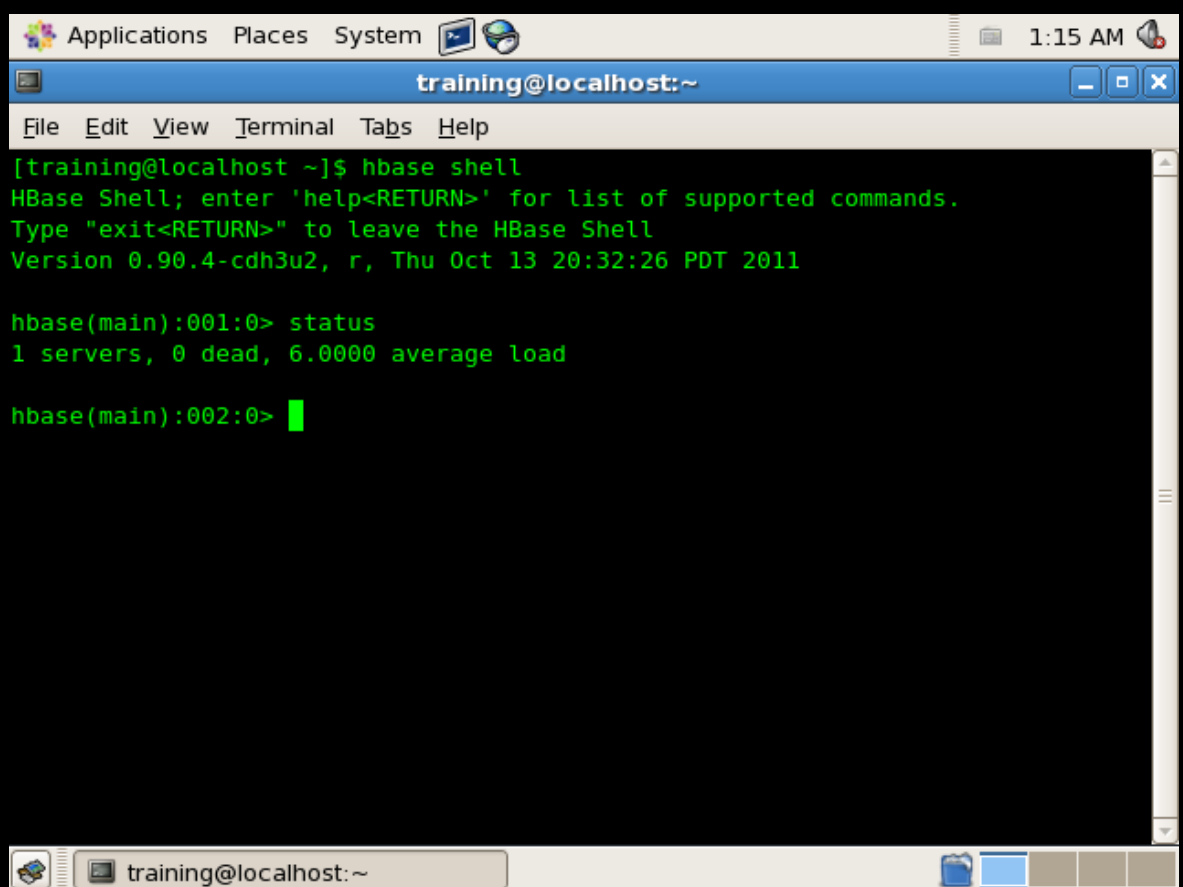 Applications Places System 1:15 AM
training@localhost:~
File Edit View Terminal Tabs Help
[training@localhost ~]$ hbase shell
HBase Shell; enter 'help<RETURN>' for list of supported commands.
Type "exit<RETURN>" to leave the HBase Shell
Version 0.90.4-cdh3u2, r, Thu Oct 13 20:32:26 PDT 2011
hbase(main):001:0> status
1 servers, 0 dead, 6.0000 average load
hbase(main):002:0>
training@localhost:~